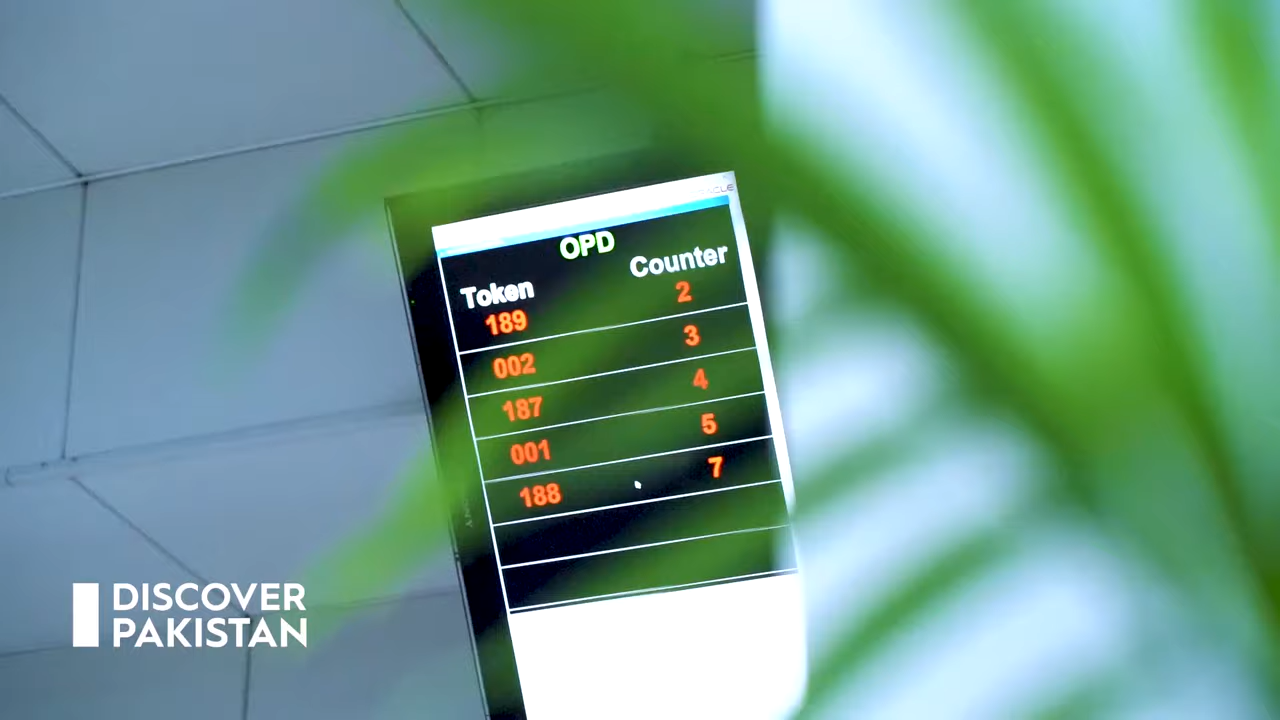 OPD
Token Counter
189 2
002 3
187 4
001 5
188 7
DISCOVER
PAKISTAN